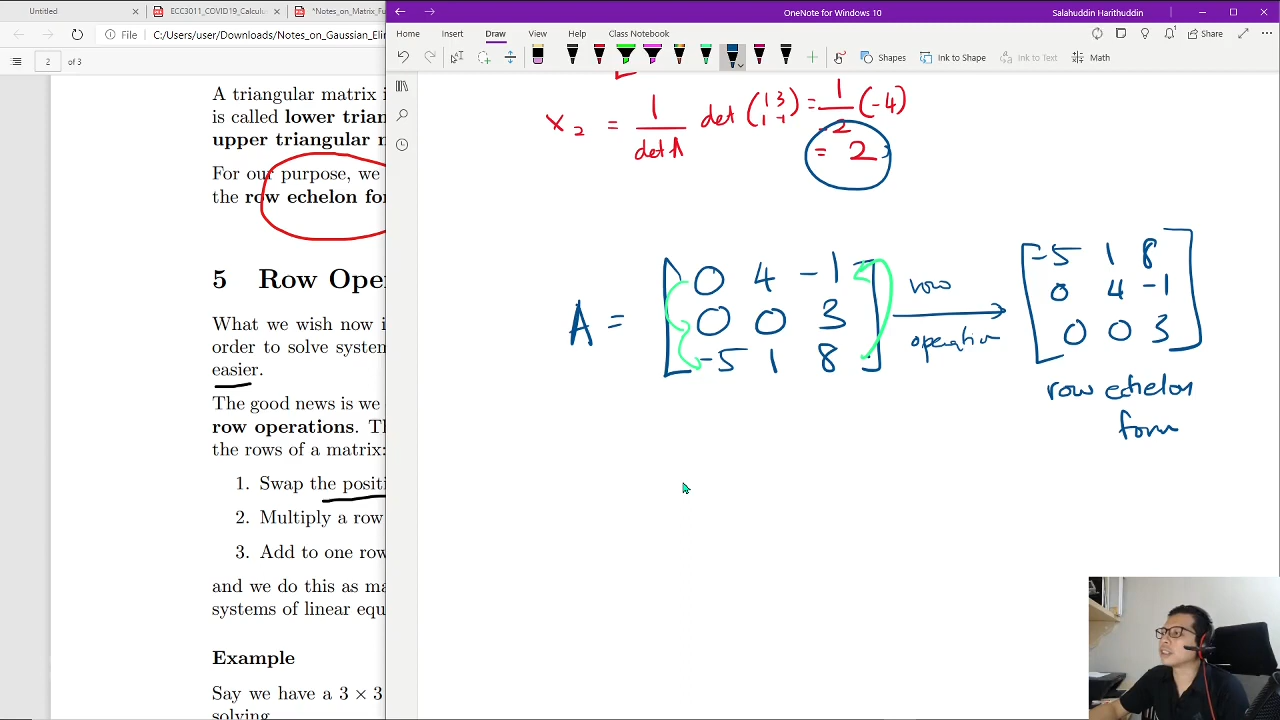 Untitled
ECC3011_COVID19_Calcul
*Notes_on_Matrix_Fu
OneNote for Windows 10
Salahuddin Harithuddin
File
C:/Users/user/Downloads/Notes_on_Gaussian_Eli
Home Insert Draw View Help Class Notebook
Share
2 of 3
Shapes Ink to Shape Ink to Text Math
A triangular matrix i
is called lower trian
upper triangular m
For our purpose, we
the row echelon for
5 Row Ope
What we wish now i
order to solve system
easier.
The good news is we
row operations. Th
the rows of a matrix:
1. Swap the positi
2. Multiply a row
3. Add to one row
and we do this as ma
systems of linear equ
Example
Say we have a 3 × 3
solving
x2 = 1/det A det (1 3 1 -1) = 1/-2 (-4)
= 2
A = [0 4 -1
0 0 3
-5 1 8]
row
operation
[-5 1 8
0 4 -1
0 0 3]
row echelon
form